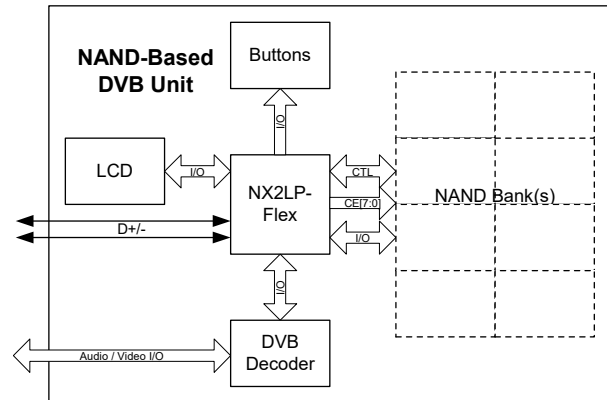 NAND-Based
DVB Unit
Buttons
I/O
LCD
I/O
NX2LP-
Flex
CTL
CE[7:0]
I/O
NAND Bank(s)
D+/-
I/O
DVB
Decoder
Audio / Video I/O